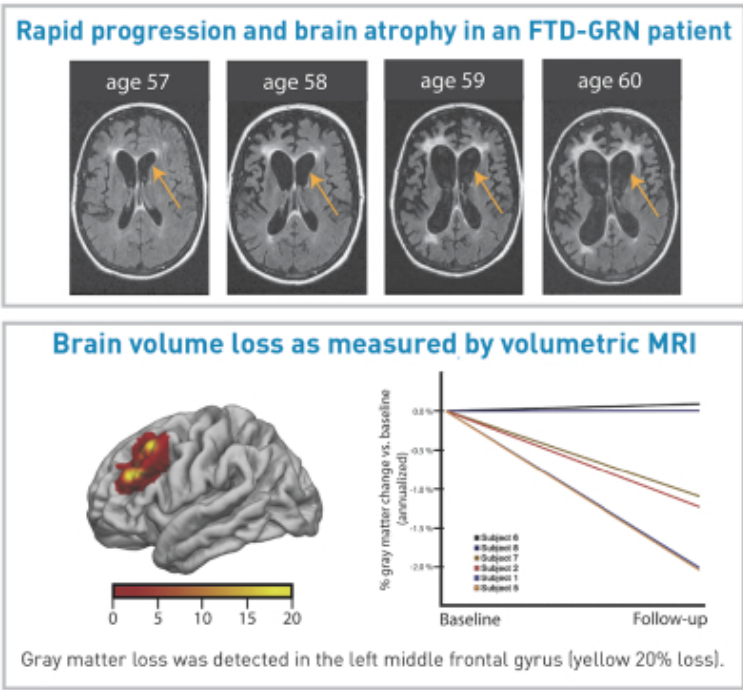 Rapid progression and brain atrophy in an FTD-GRN patient
age 57
age 58
age 59
age 60
Brain volume loss as measured by volumetric MRI
% gray matter change vs. baseline
(annualized)
0.0 %
-0.5 %
-1.0 %
-1.5 %
-2.0 %
Subject 6
Subject 8
Subject 7
Subject 2
Subject 1
Subject 5
Baseline
Follow-up
0 5 10 15 20
Gray matter loss was detected in the left middle frontal gyrus (yellow 20% loss).